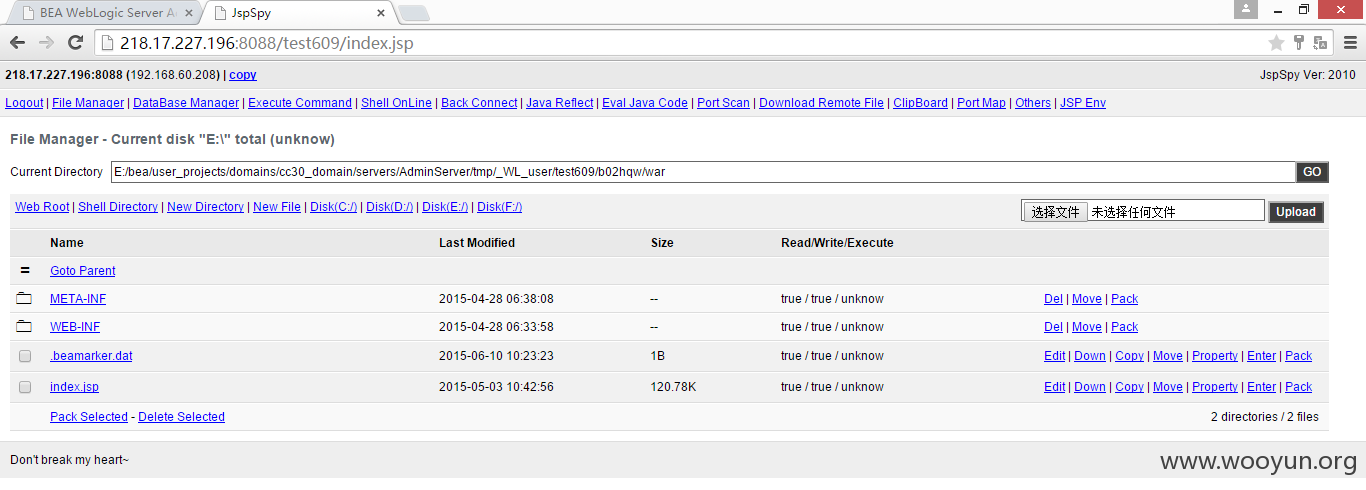 BEA WebLogic Server A
JspSpy
218.17.227.196:8088/test609/index.jsp
218.17.227.196:8088 (192.168.60.208) | copy
JspSpy Ver: 2010
Logout | File Manager | DataBase Manager | Execute Command | Shell OnLine | Back Connect | Java Reflect | Eval Java Code | Port Scan | Download Remote File | ClipBoard | Port Map | Others | JSP Env
File Manager - Current disk "E:\" total (unknow)
Current Directory E:/bea/user_projects/domains/cc30_domain/servers/AdminServer/tmp/_WL_user/test609/b02hqw/war GO
Web Root | Shell Directory | New Directory | New File | Disk(C:/) | Disk(D:/) | Disk(E:/) | Disk(F:/) 选择文件 未选择任何文件 Upload
Name Last Modified Size Read/Write/Execute
= Goto Parent
META-INF 2015-04-28 06:38:08 -- true / true / unknow Del | Move | Pack
WEB-INF 2015-04-28 06:33:58 -- true / true / unknow Del | Move | Pack
.beamarker.dat 2015-06-10 10:23:23 1B true / true / unknow Edit | Down | Copy | Move | Property | Enter | Pack
index.jsp 2015-05-03 10:42:56 120.78K true / true / unknow Edit | Down | Copy | Move | Property | Enter | Pack
Pack Selected - Delete Selected 2 directories / 2 files
Don't break my heart~
www.wooyun.org